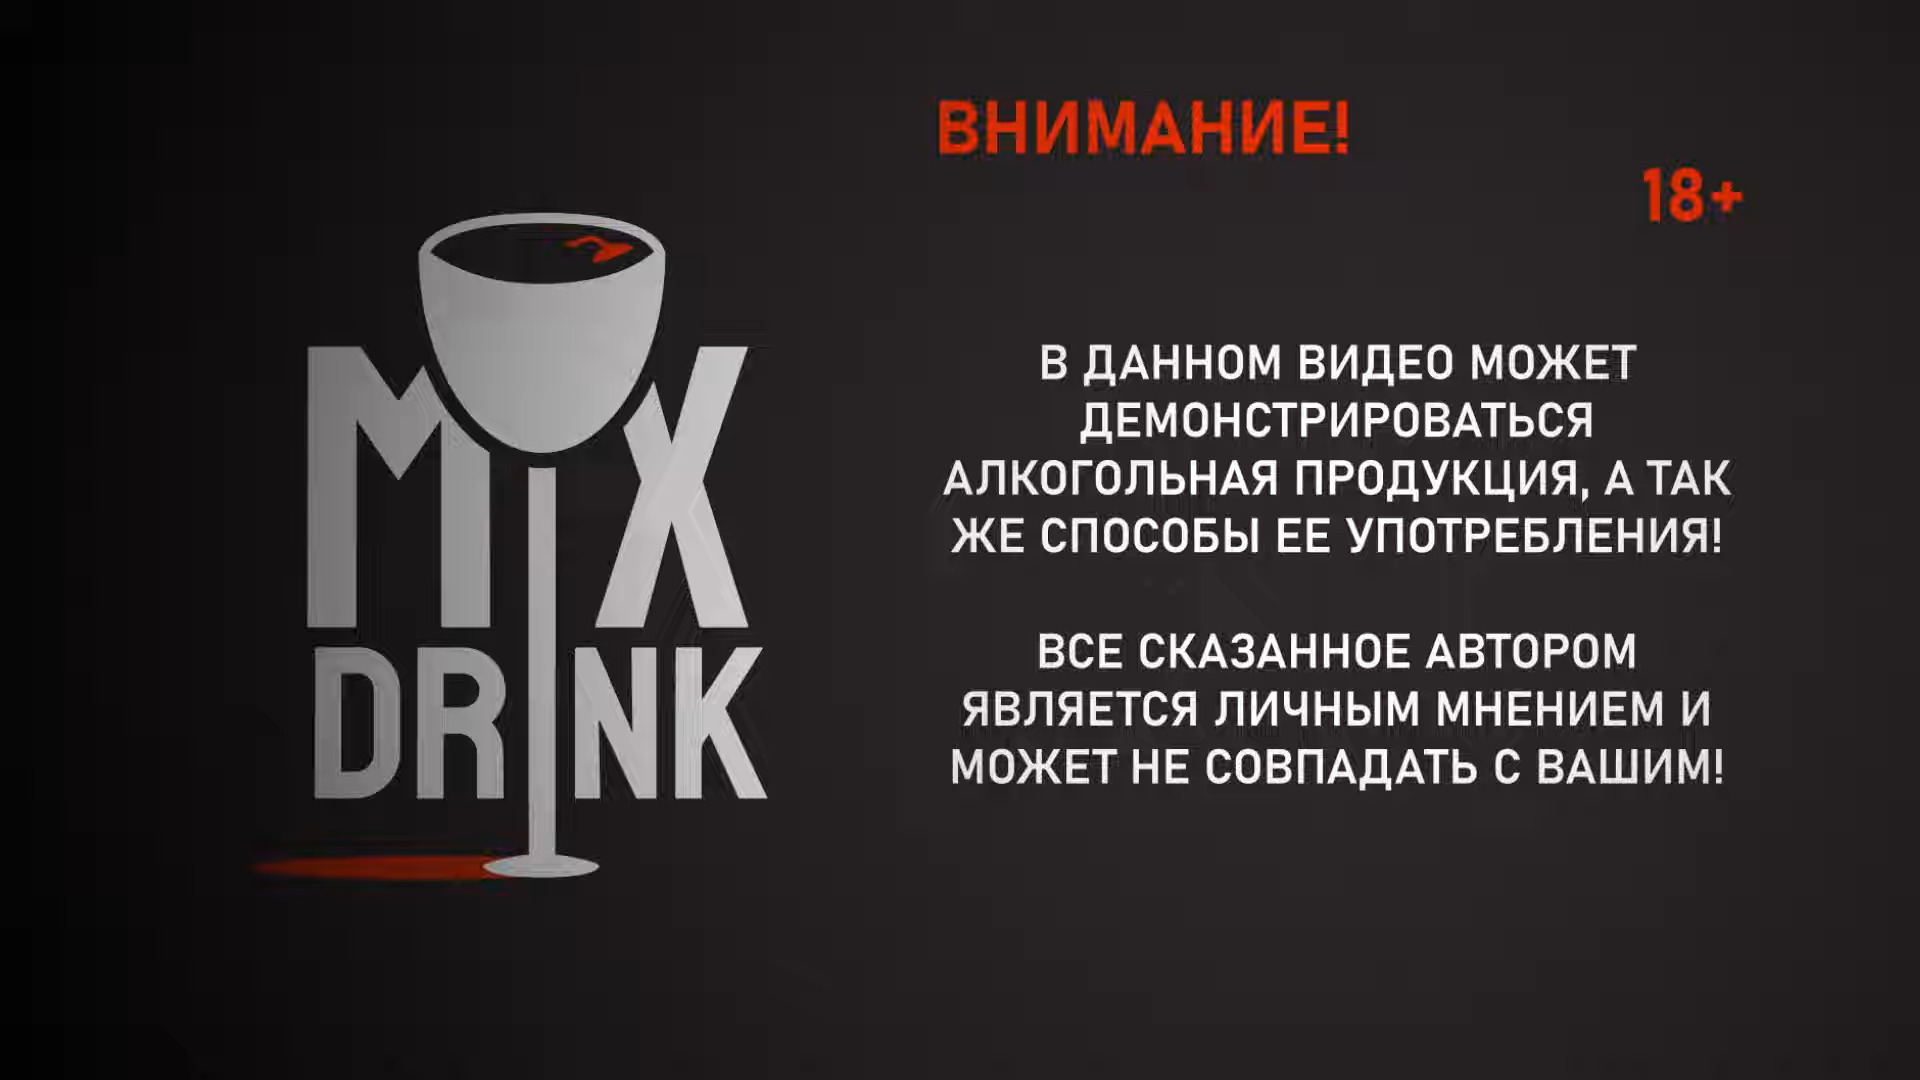 ВНИМАНИЕ!
18+
MIX
DRINK
В ДАННОМ ВИДЕО МОЖЕТ
ДЕМОНСТРИРОВАТЬСЯ
АЛКОГОЛЬНАЯ ПРОДУКЦИЯ, А ТАК
ЖЕ СПОСОБЫ ЕЕ УПОТРЕБЛЕНИЯ!
ВСЕ СКАЗАННОЕ АВТОРОМ
ЯВЛЯЕТСЯ ЛИЧНЫМ МНЕНИЕМ И
МОЖЕТ НЕ СОВПАДАТЬ С ВАШИМ!